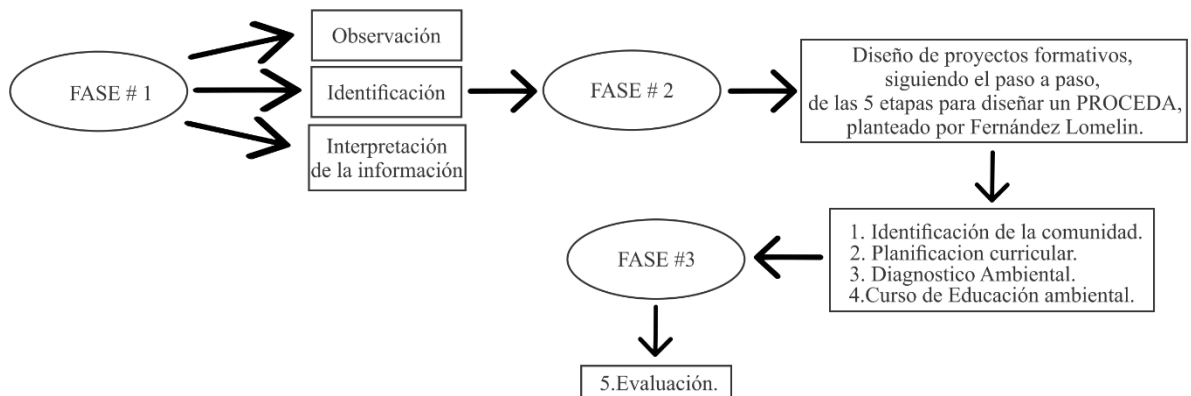 FASE # 1
Observación
Identificación
Interpretación
de la información
FASE # 2
Diseño de proyectos formativos,
siguiendo el paso a paso,
de las 5 etapas para diseñar un PROCEDA,
planteado por Fernández Lomelin.
1. Identificación de la comunidad.
2. Planificacion curricular.
3. Diagnostico Ambiental.
4.Curso de Educación ambiental.
FASE #3
5.Evaluación.